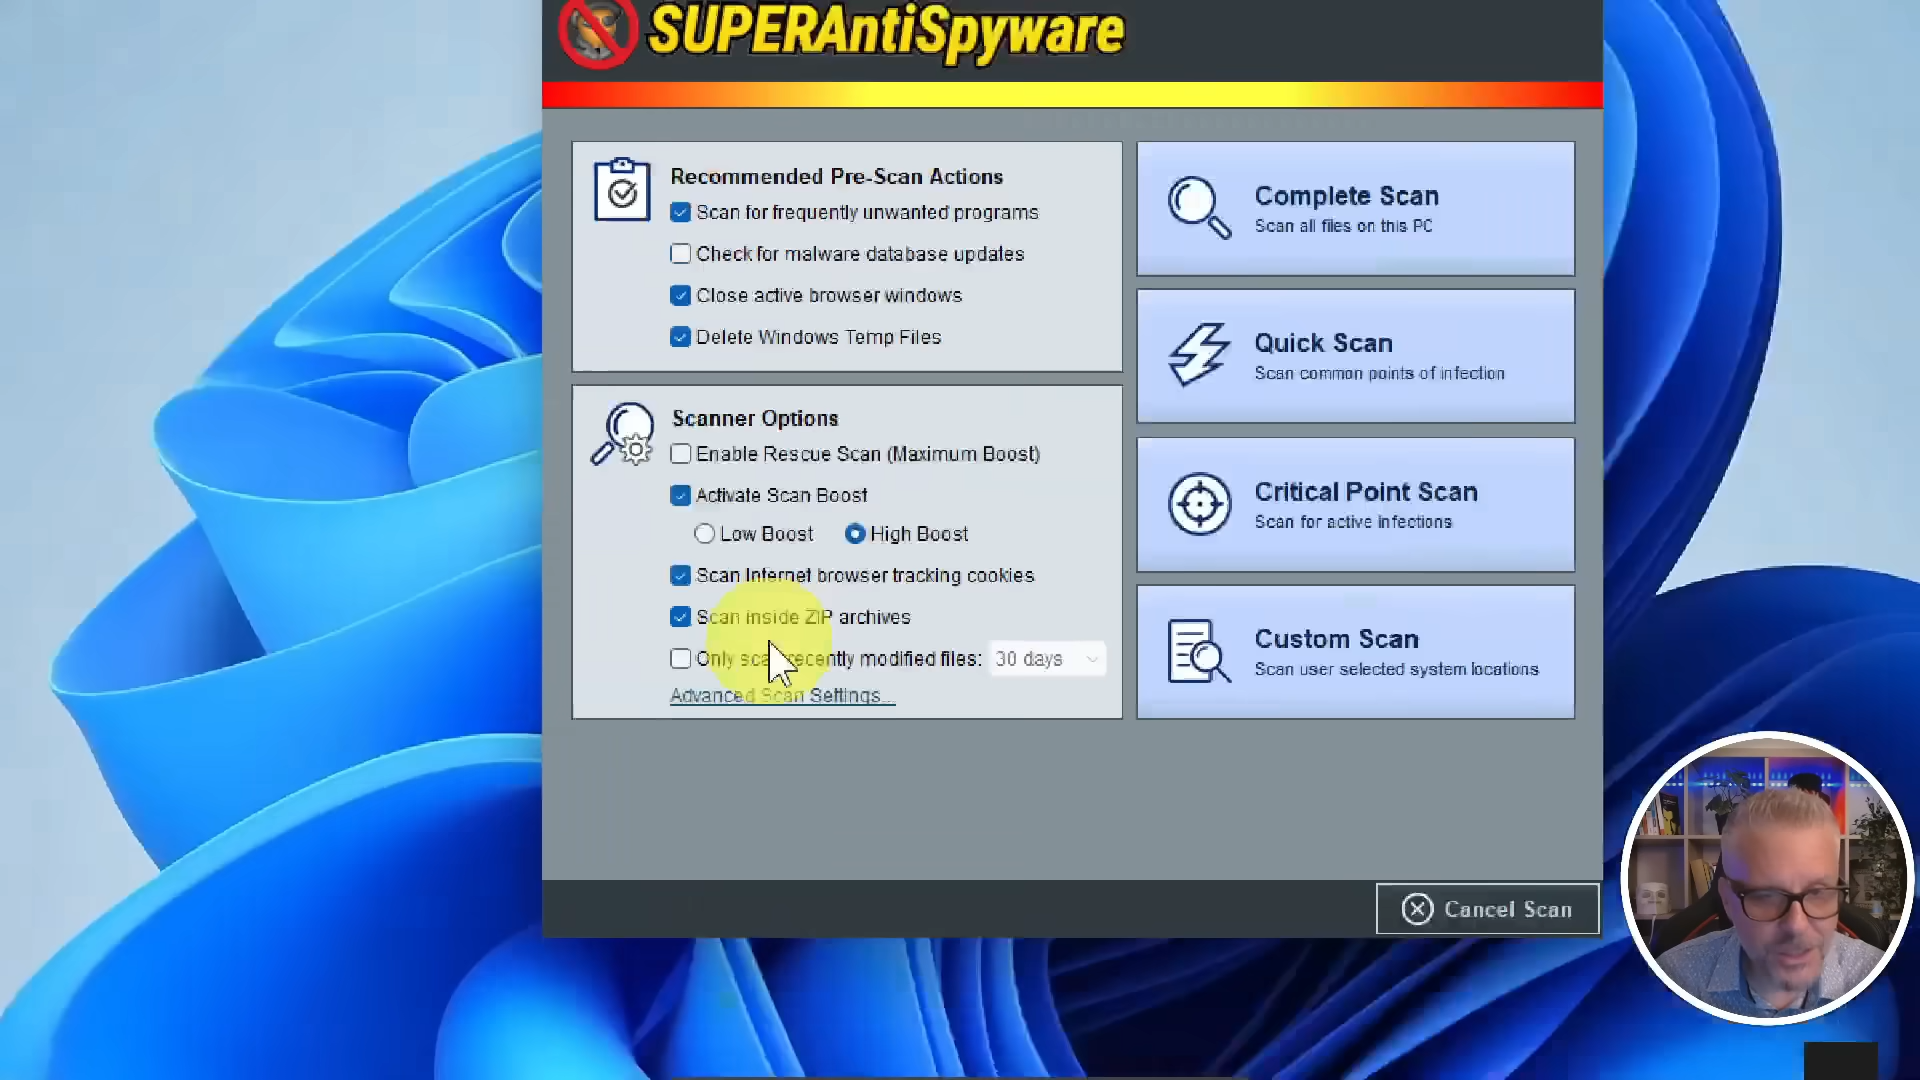 SUPERAntiSpyware
Recommended Pre-Scan Actions
Scan for frequently unwanted programs
Check for malware database updates
Close active browser windows
Delete Windows Temp Files
Scanner Options
Enable Rescue Scan (Maximum Boost)
Activate Scan Boost
Low Boost
High Boost
Scan Internet browser tracking cookies
Scan inside ZIP archives
Only scan recently modified files: 30 days
Advanced Scan Settings...
Complete Scan
Scan all files on this PC
Quick Scan
Scan common points of infection
Critical Point Scan
Scan for active infections
Custom Scan
Scan user selected system locations
Cancel Scan